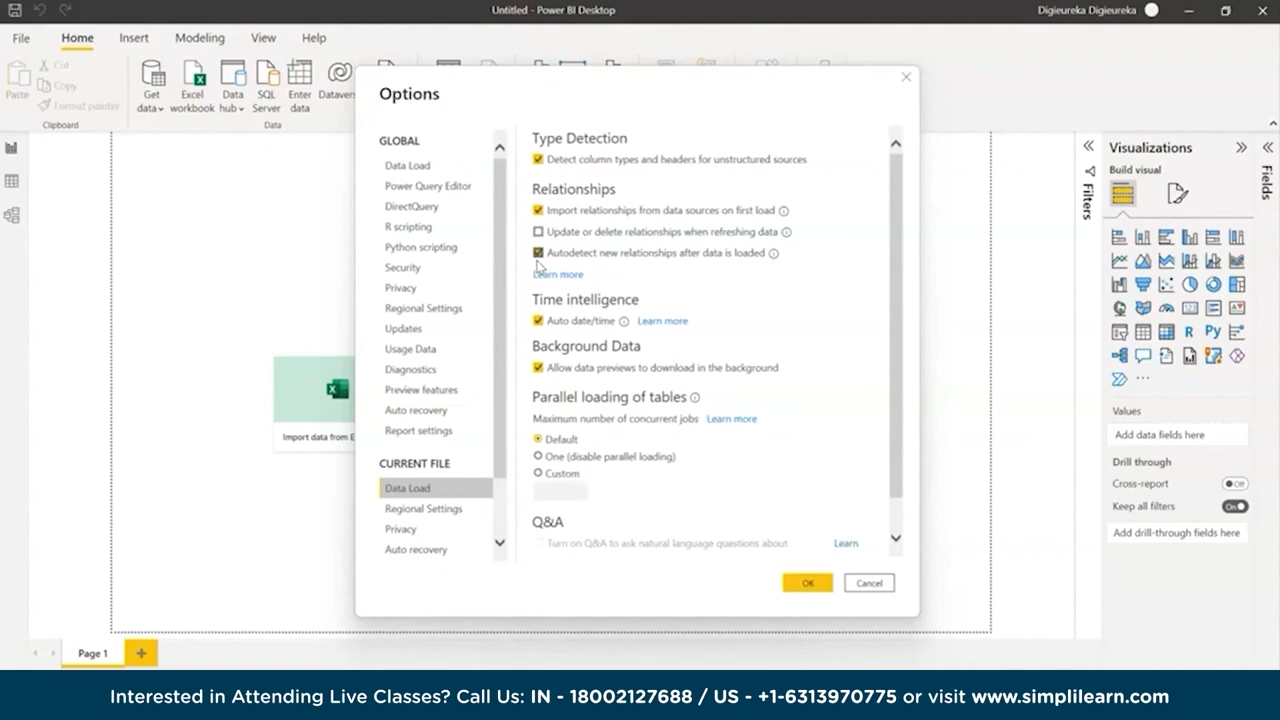 Untitled - Power BI Desktop
Digieureka Digieureka
File
Home
Insert
Modeling
View
Help
Paste
Cut
Copy
Format painter
Clipboard
Get
data
Excel
workbook
Data
hub
SQL
Server
Enter
data
Datavers
Data
Options
GLOBAL
Data Load
Power Query Editor
DirectQuery
R scripting
Python scripting
Security
Privacy
Regional Settings
Updates
Usage Data
Diagnostics
Preview features
Auto recovery
Report settings
CURRENT FILE
Data Load
Regional Settings
Privacy
Auto recovery
Type Detection
Detect column types and headers for unstructured sources
Relationships
Import relationships from data sources on first load
Update or delete relationships when refreshing data
Autodetect new relationships after data is loaded
Learn more
Time intelligence
Auto date/time Learn more
Background Data
Allow data previews to download in the background
Parallel loading of tables
Maximum number of concurrent jobs Learn more
Default
One (disable parallel loading)
Custom
Q&A
Turn on Q&A to ask natural language questions about Learn
OK
Cancel
Import data from E
Filters
Visualizations
Build visual
R
Py
Values
Add data fields here
Drill through
Cross-report
Off
Keep all filters
On
Add drill-through fields here
Fields
Page 1
Interested in Attending Live Classes? Call Us: IN - 18002127688 / US - +1-6313970775 or visit www.simplilearn.com